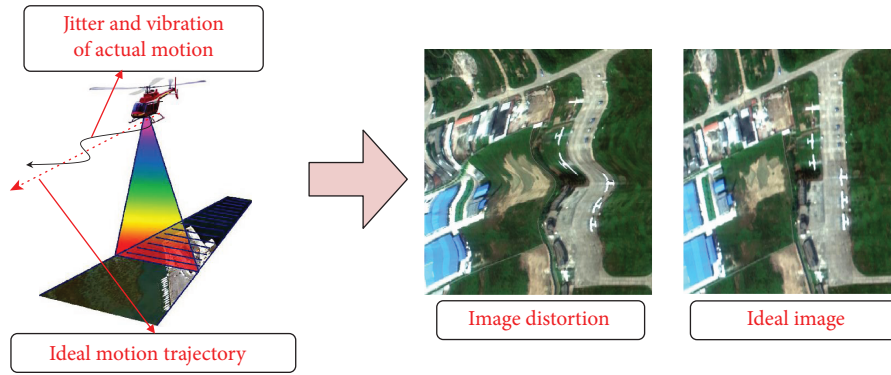 Jitter and vibration
of actual motion
Ideal motion trajectory
Image distortion
Ideal image